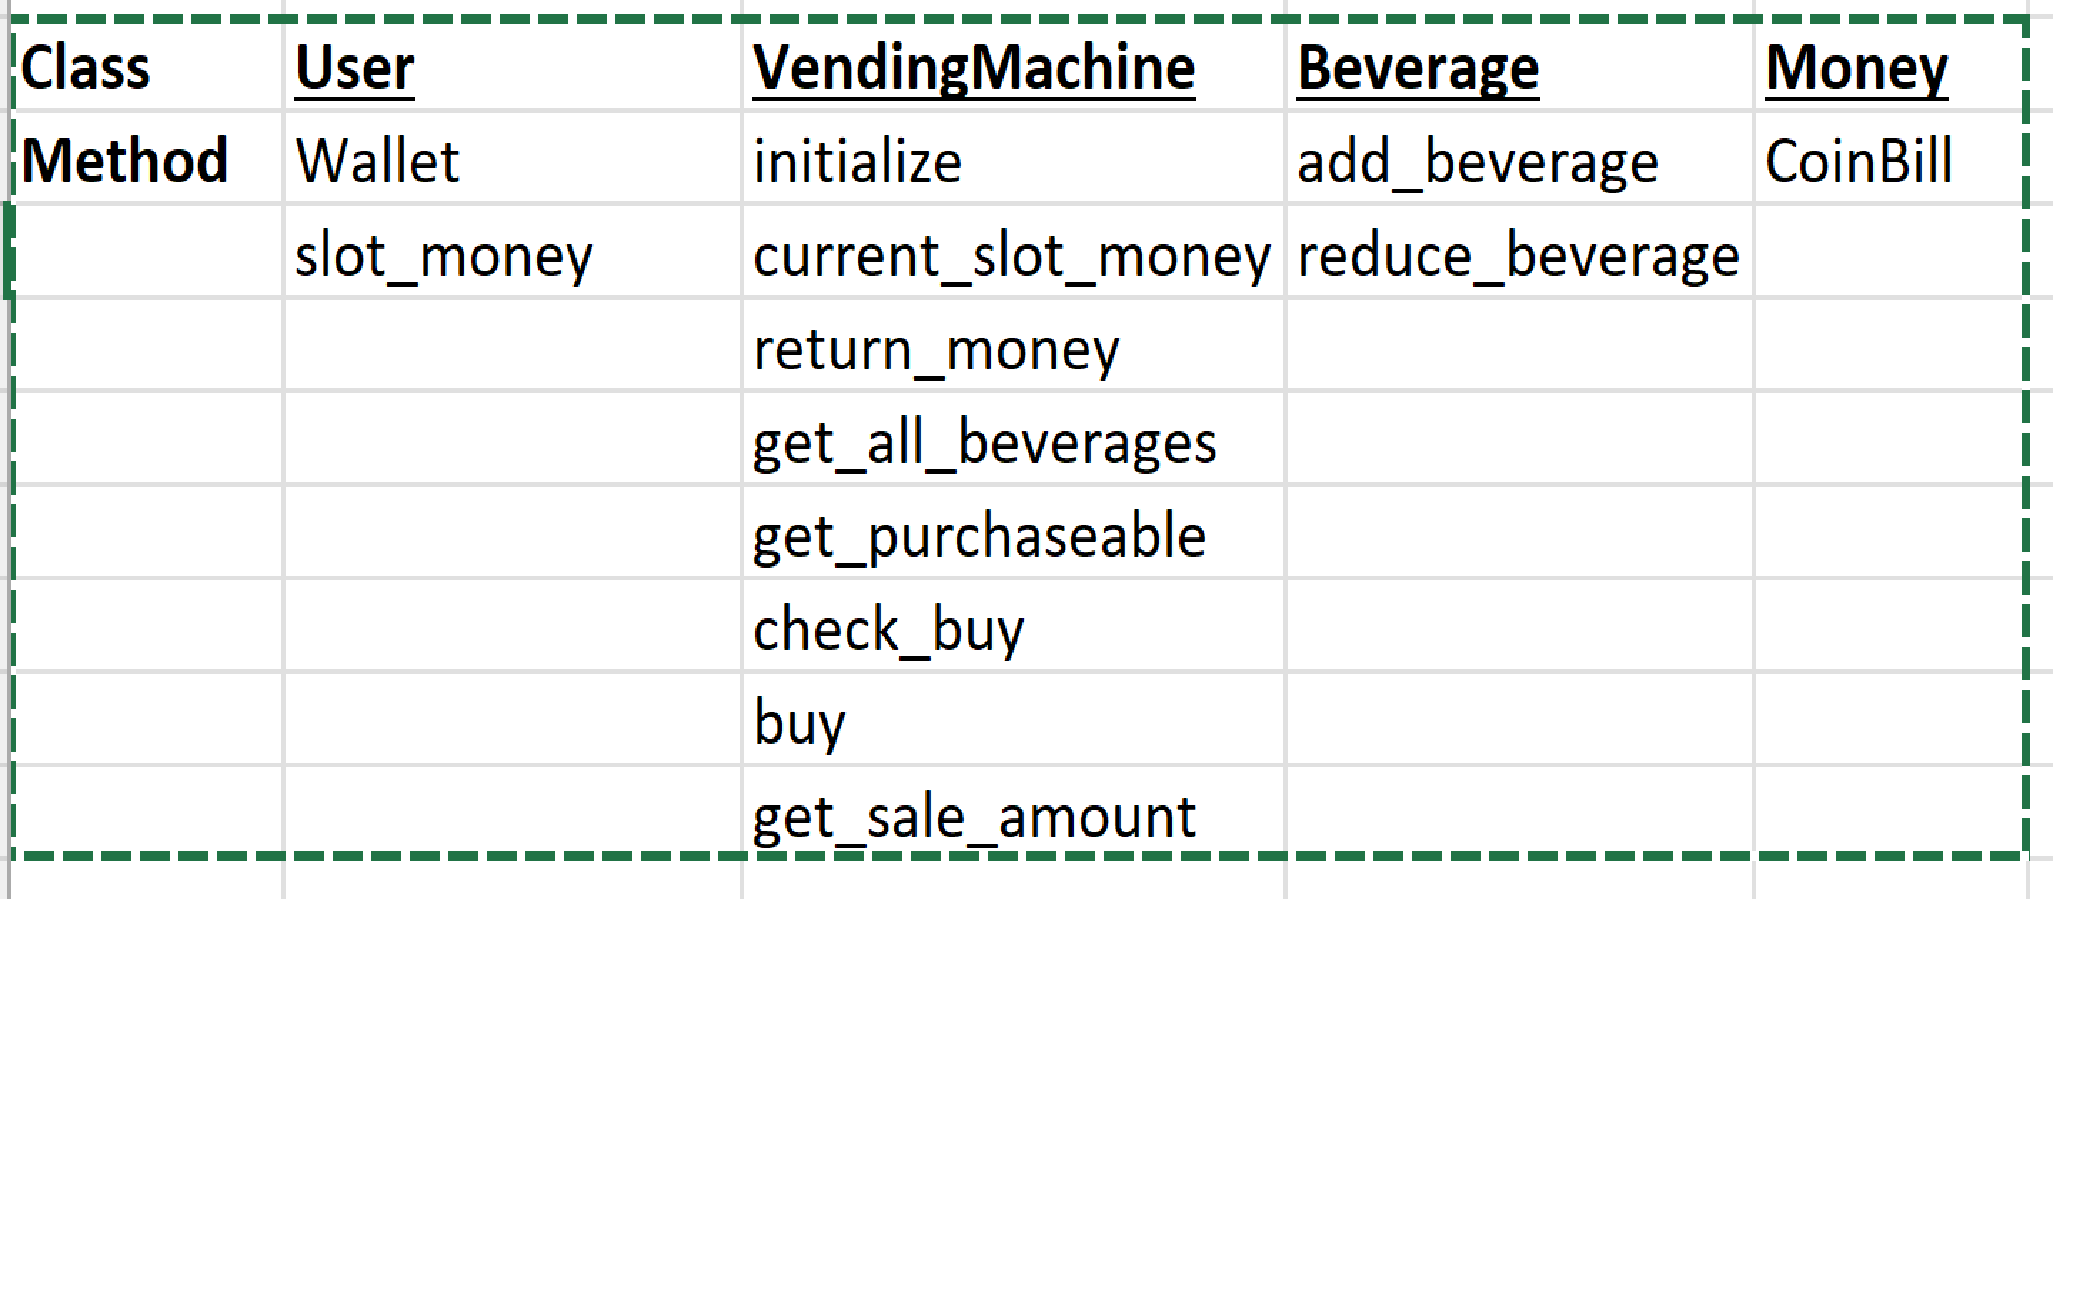 Class User VendingMachine Beverage Money
Method Wallet initialize add_beverage CoinBill
slot_money current_slot_money reduce_beverage
return_money
get_all_beverages
get_purchaseable
check_buy
buy
get_sale_amount